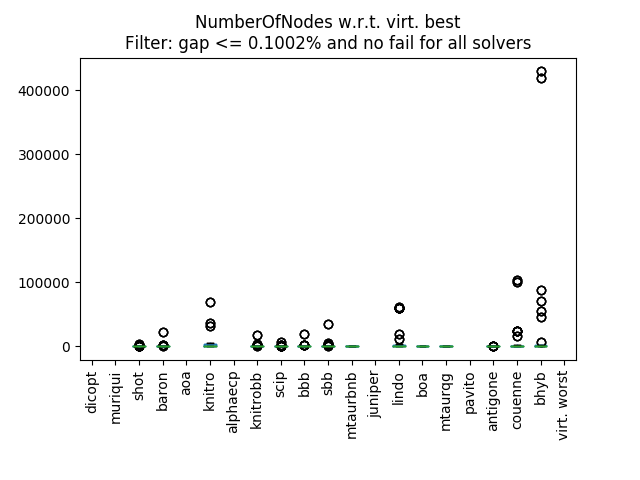 NumberOfNodes w.r.t. virt. best
Filter: gap <= 0.1002% and no fail for all solvers
400000
300000
200000
100000
0
dicopt
muriqui
shot
baron
aoa
knitro
alphaecp
knitrobb
scip
bbb
sbb
mtaurbnb
juniper
lindo
boa
mtaurqg
pavito
antigone
couenne
bhyb
virt. worst